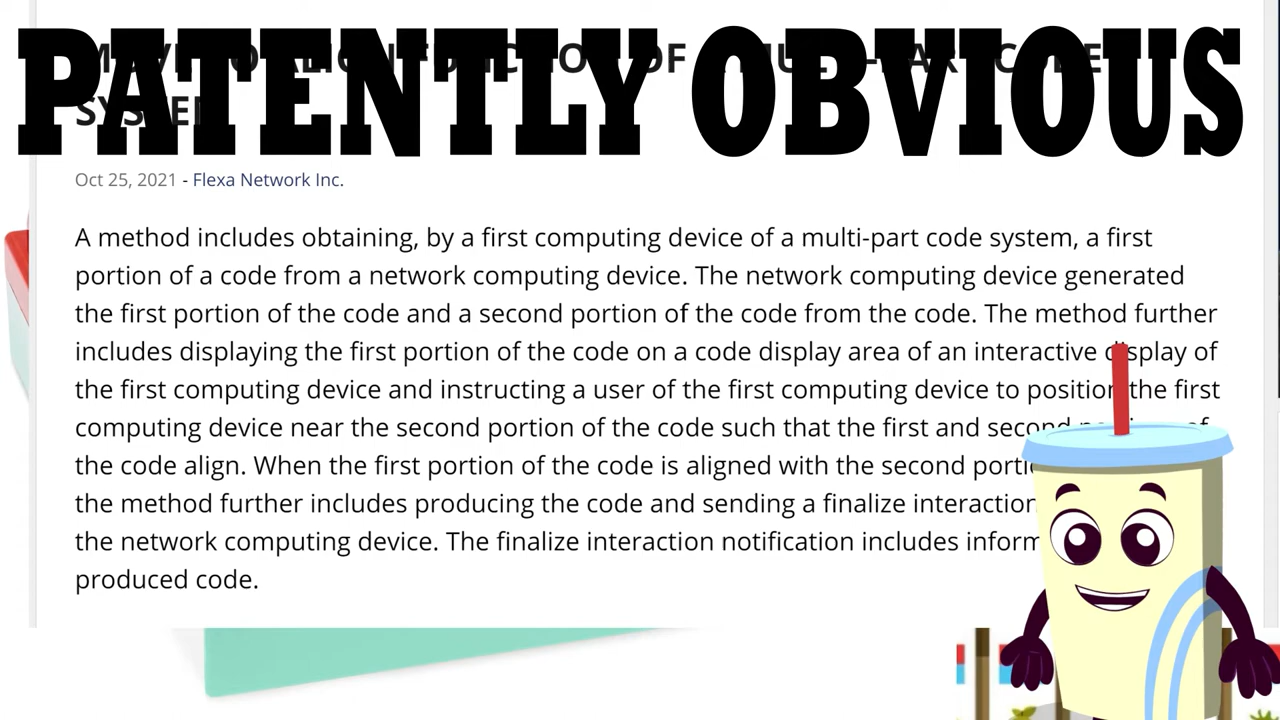 PATENTLY OBVIOUS
SYSTEM
Oct 25, 2021 - Flexa Network Inc.
A method includes obtaining, by a first computing device of a multi-part code system, a first
portion of a code from a network computing device. The network computing device generated
the first portion of the code and a second portion of the code from the code. The method further
includes displaying the first portion of the code on a code display area of an interactive display of
the first computing device and instructing a user of the first computing device to position the first
computing device near the second portion of the code such that the first and second of
the code align. When the first portion of the code is aligned with the second
the method further includes producing the code and sending a finalize interaction
the network computing device. The finalize interaction notification includes
produced code.